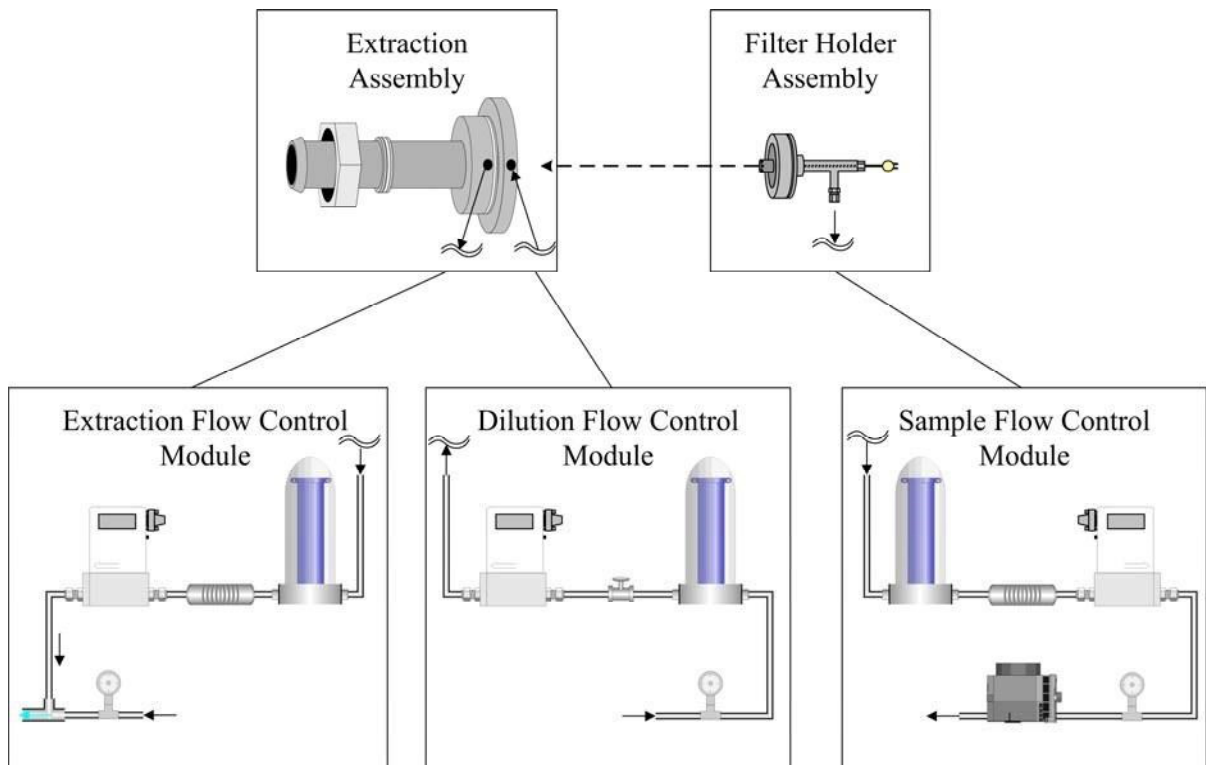 Extraction
Assembly
Filter Holder
Assembly
Extraction Flow Control
Module
Dilution Flow Control
Module
Sample Flow Control
Module